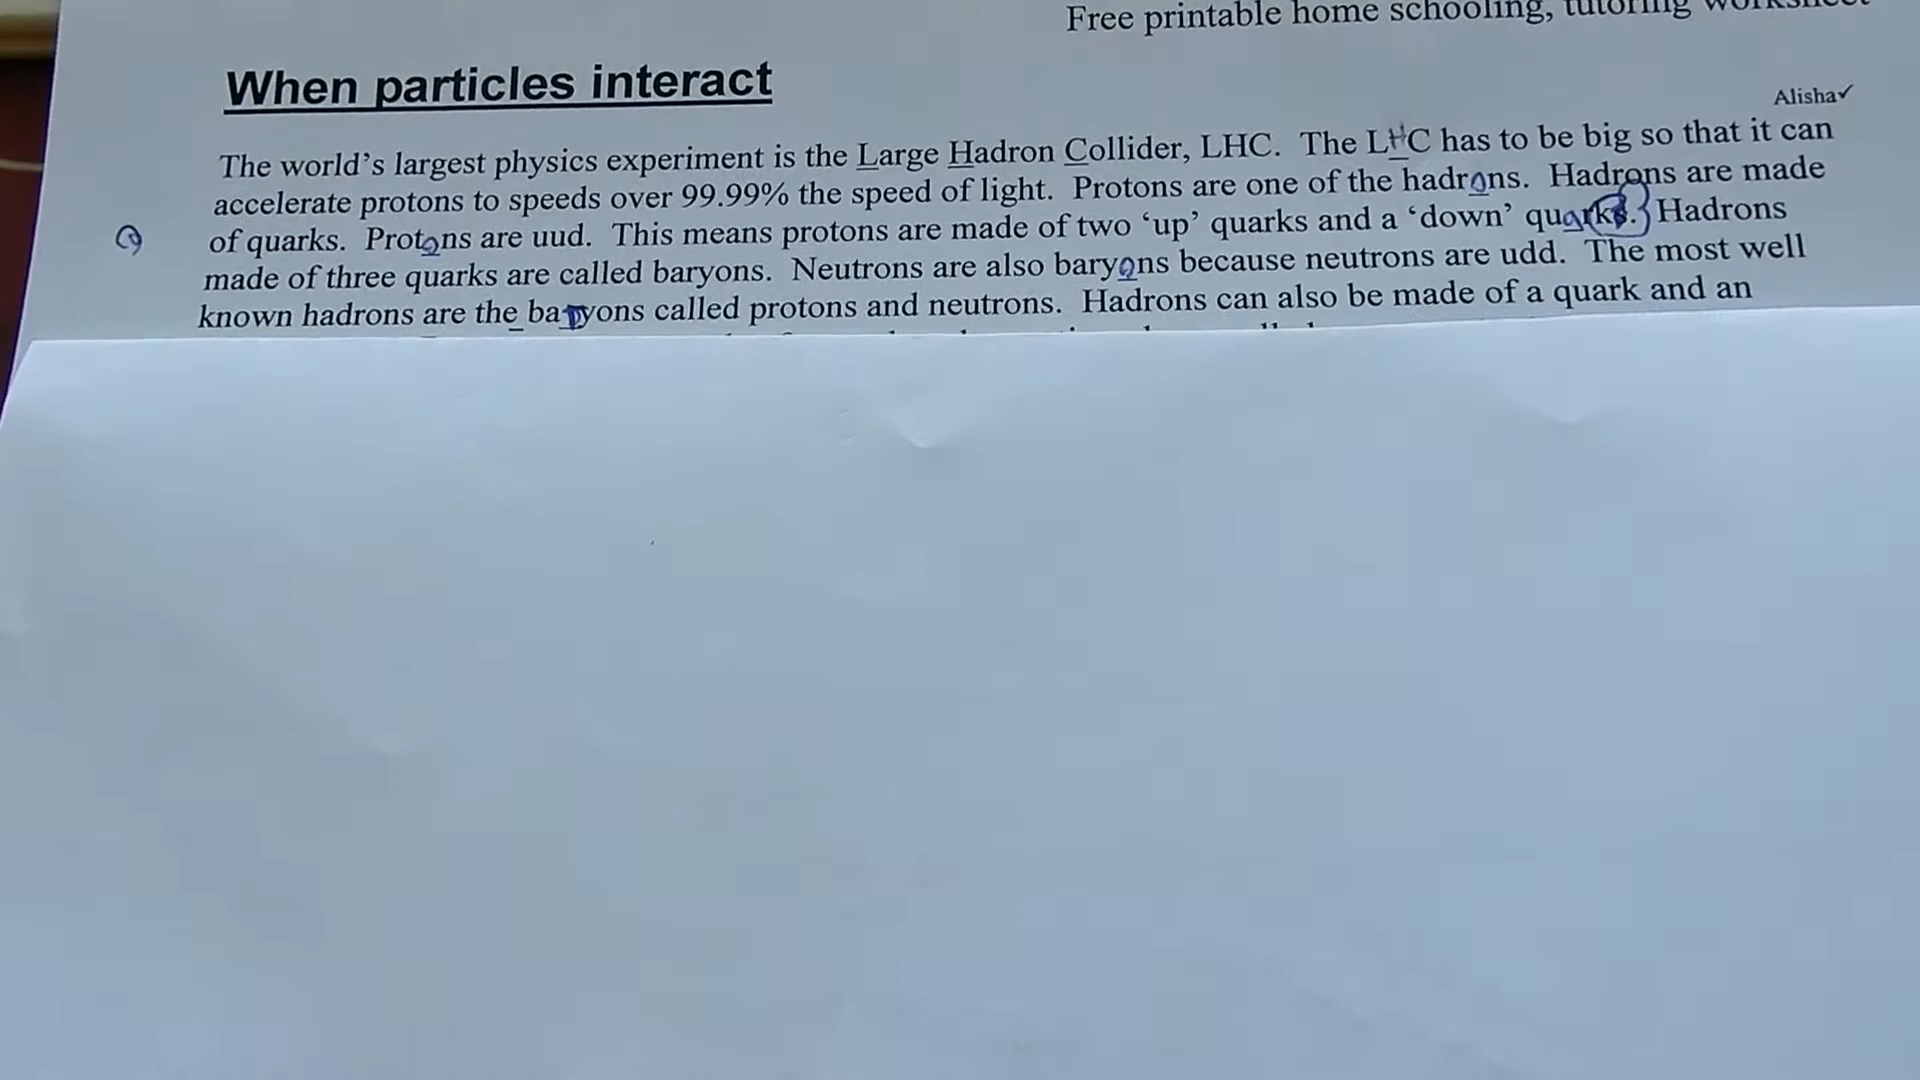 Free printable home schooling, tutoring worksheet
When particles interact
Alisha✓
The world's largest physics experiment is the Large Hadron Collider, LHC. The LHC has to be big so that it can
accelerate protons to speeds over 99.99% the speed of light. Protons are one of the hadrons. Hadrons are made
of quarks. Protons are uud. This means protons are made of two 'up' quarks and a 'down' quark. Hadrons
made of three quarks are called baryons. Neutrons are also baryons because neutrons are udd. The most well
known hadrons are the baryons called protons and neutrons. Hadrons can also be made of a quark and an